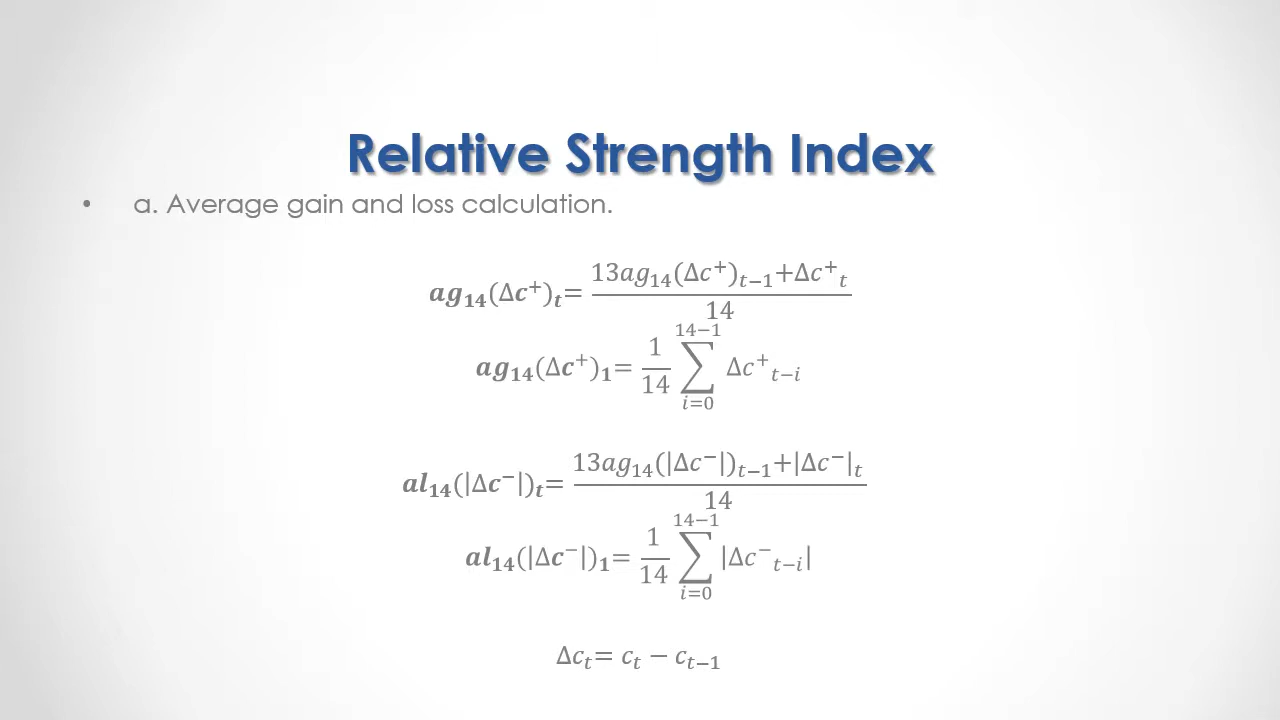 Relative Strength Index
• a. Average gain and loss calculation.
ag₁₄(Δc⁺)ₜ= 13ag₁₄(Δc⁺)ₜ₋₁+Δc⁺ₜ / 14
ag₁₄(Δc⁺)₁= 1/14 ∑_{i=0}^{14−1} Δc⁺ₜ₋ᵢ
al₁₄(|Δc⁻|)ₜ= 13ag₁₄(|Δc⁻|)ₜ₋₁+|Δc⁻|ₜ / 14
al₁₄(|Δc⁻|)₁= 1/14 ∑_{i=0}^{14−1} |Δc⁻ₜ₋ᵢ|
Δcₜ= cₜ − cₜ₋₁